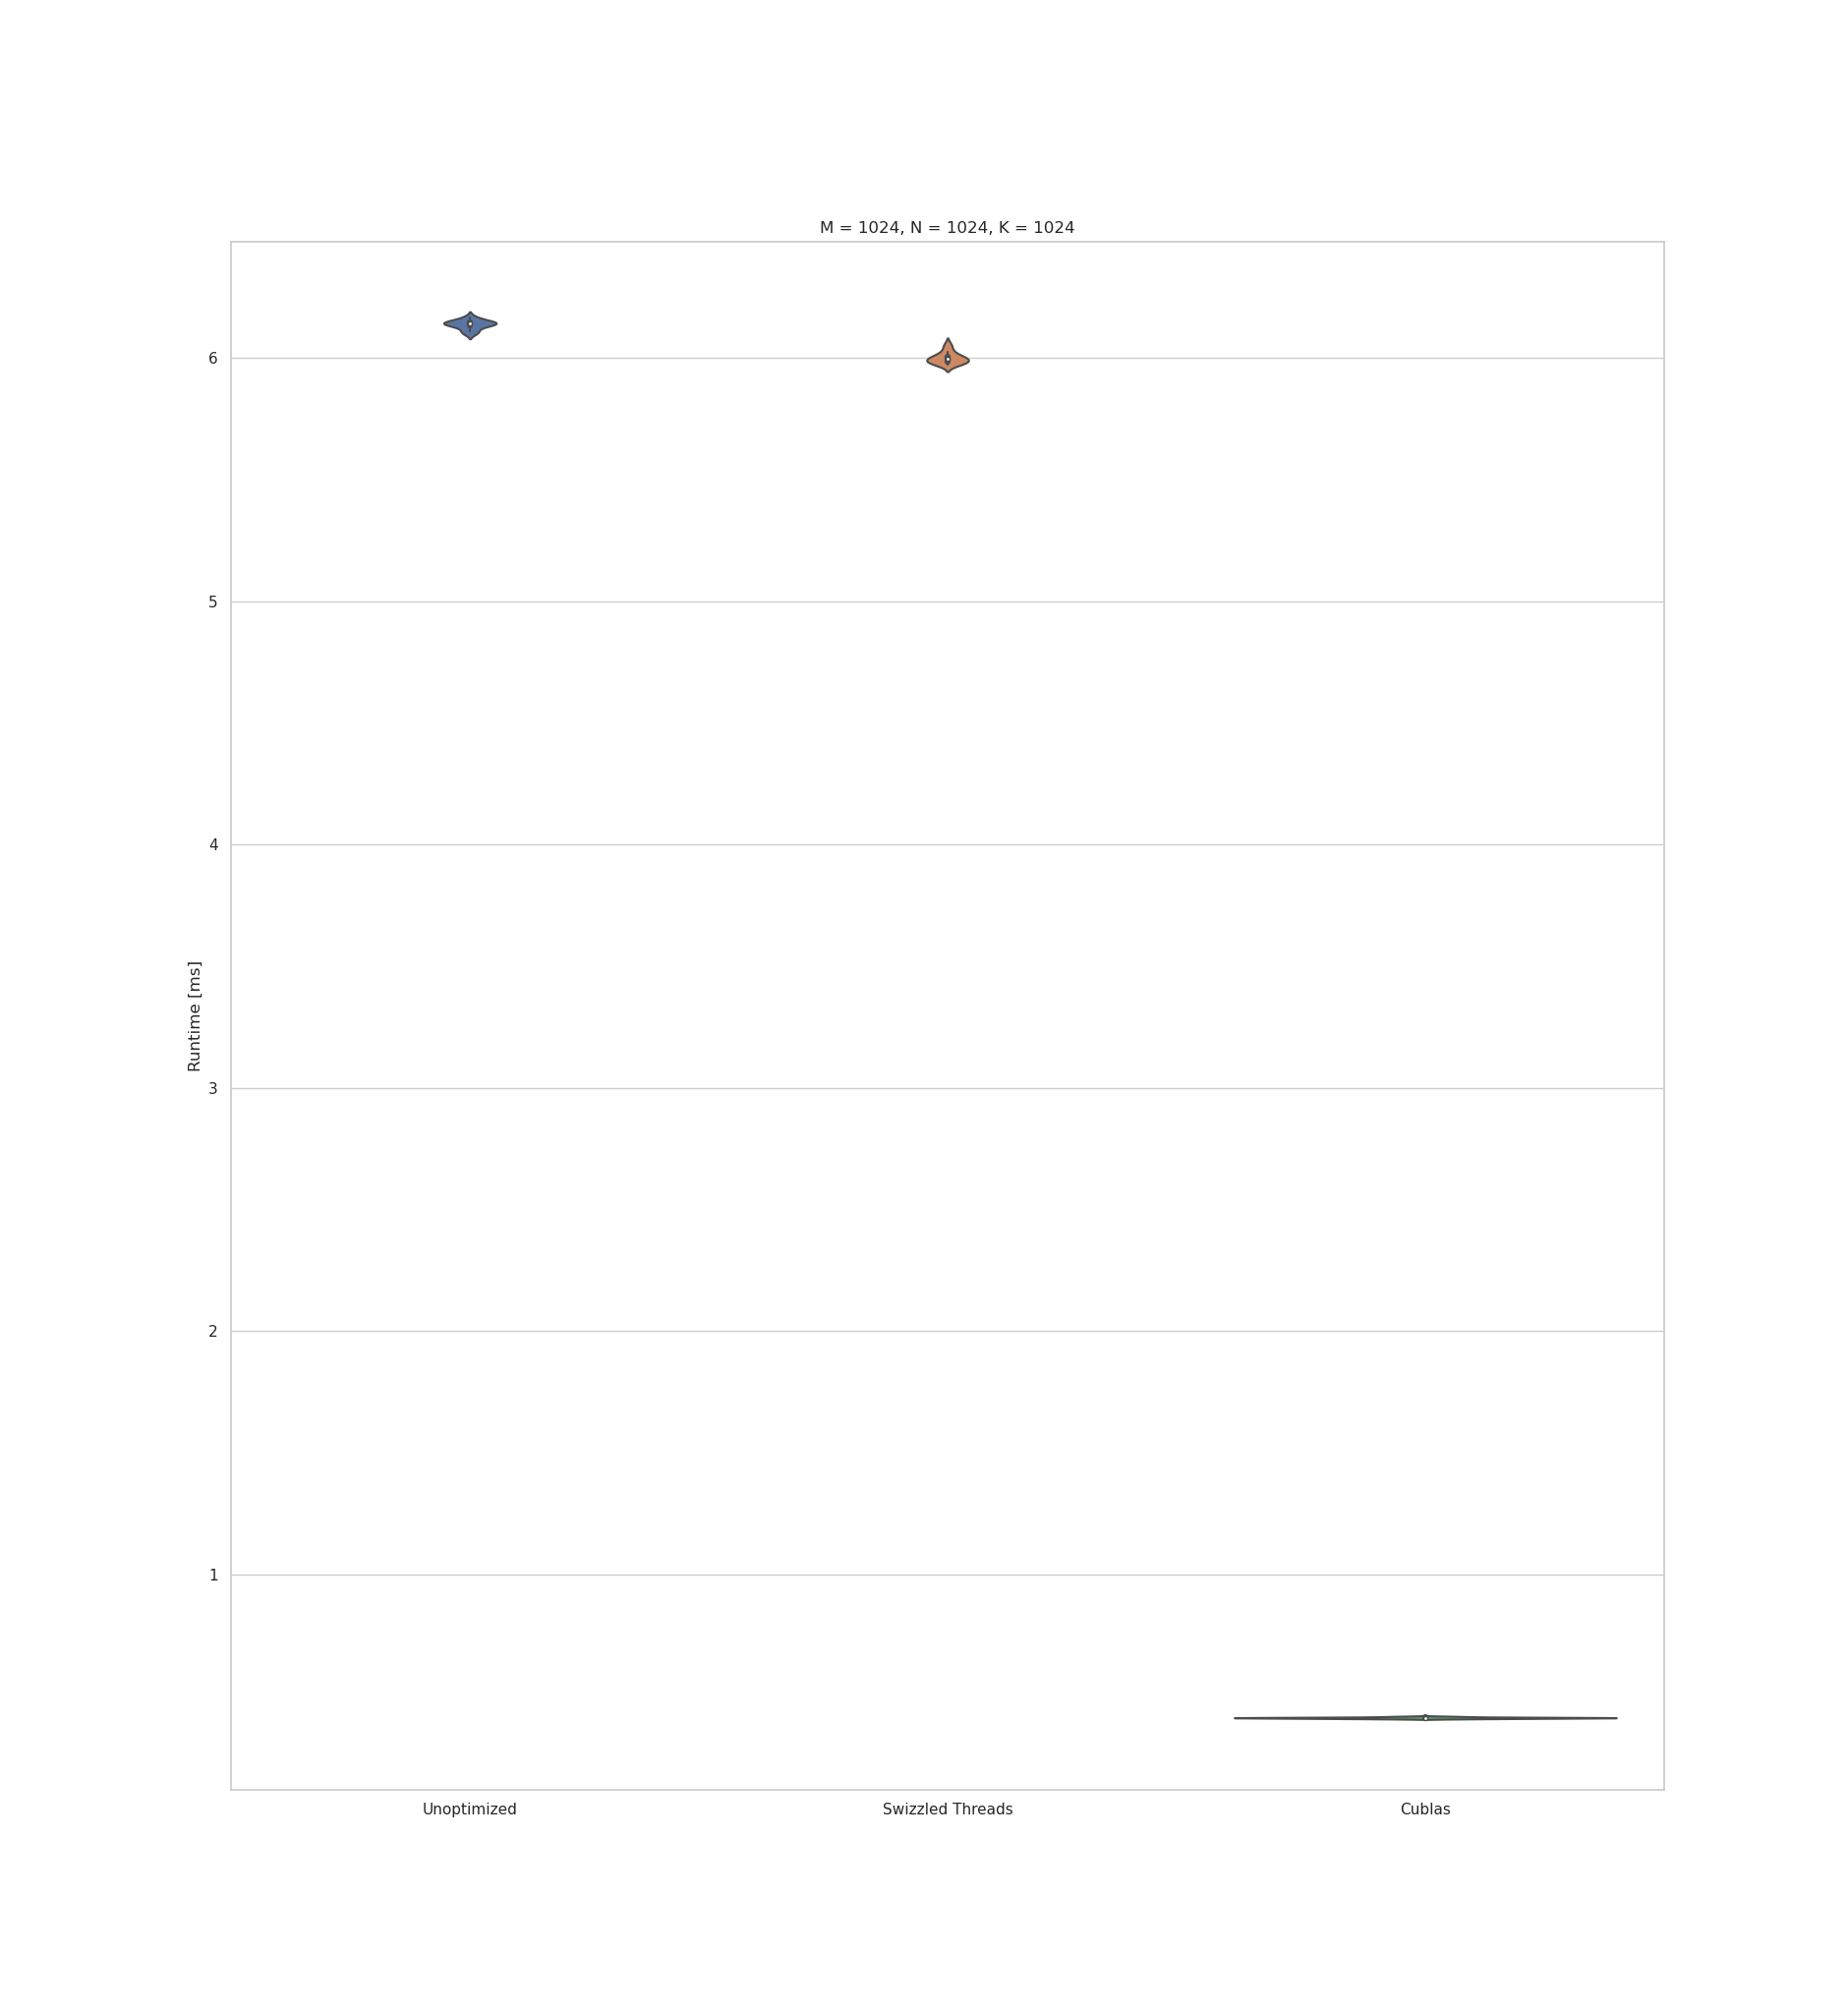 M = 1024, N = 1024, K = 1024
Runtime [ms]
6
5
4
3
2
1
Unoptimized
Swizzled Threads
Cublas